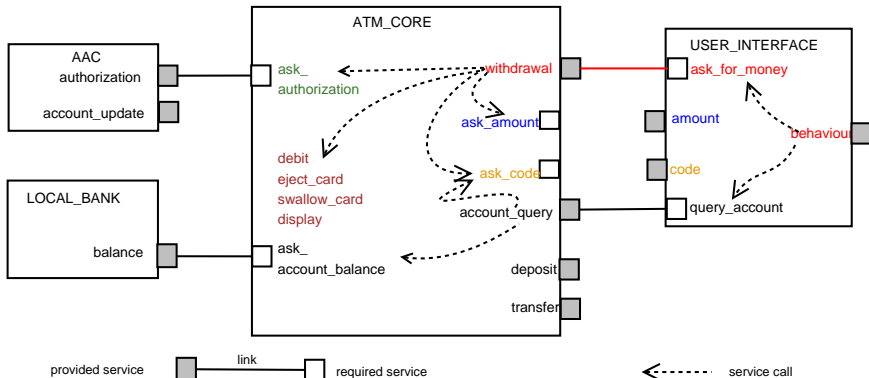 ATM_CORE
AAC
authorization
account_update
ask_
authorization
withdrawal
USER_INTERFACE
ask_for_money
ask_amount
amount
behaviour
debit
eject_card
swallow_card
display
ask_code
code
LOCAL_BANK
balance
account_query
query_account
ask_
account_balance
deposit
transfer
provided service
link
required service
service call